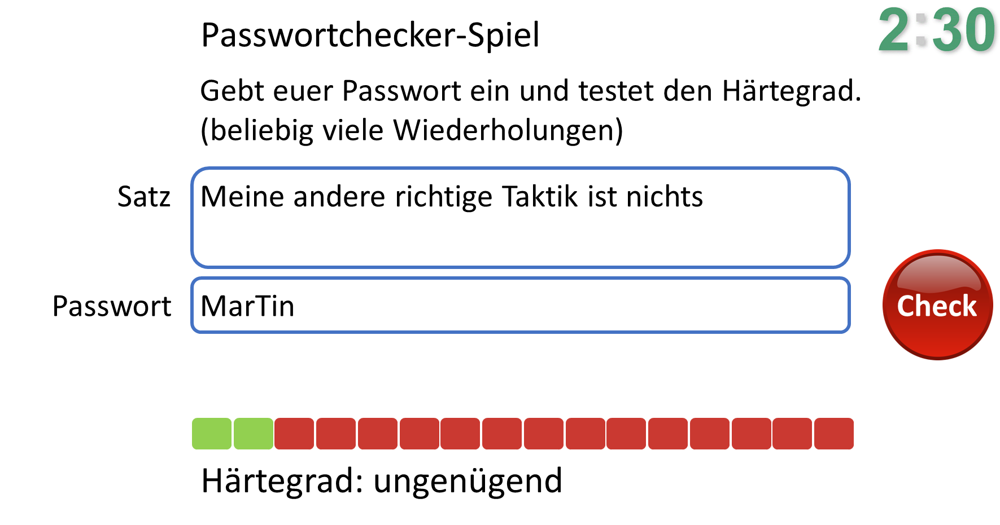 Passwortchecker-Spiel
2:30
Gebt euer Passwort ein und testet den Härtegrad.
(beliebig viele Wiederholungen)
Satz
Meine andere richtige Taktik ist nichts
Passwort
MarTin
Check
Härtegrad: ungenügend